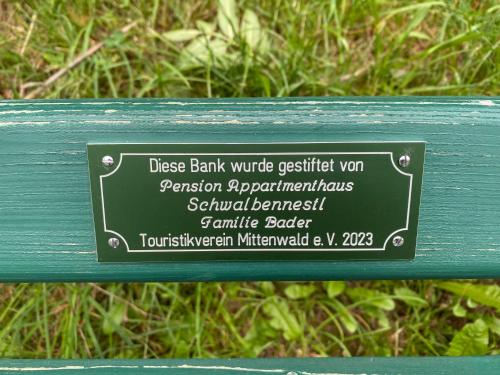 Diese Bank wurde gestiftet von
Pension Appartmenthaus
Schwalbennestl
Familie Bader
Touristikverein Mittenwald e.V. 2023